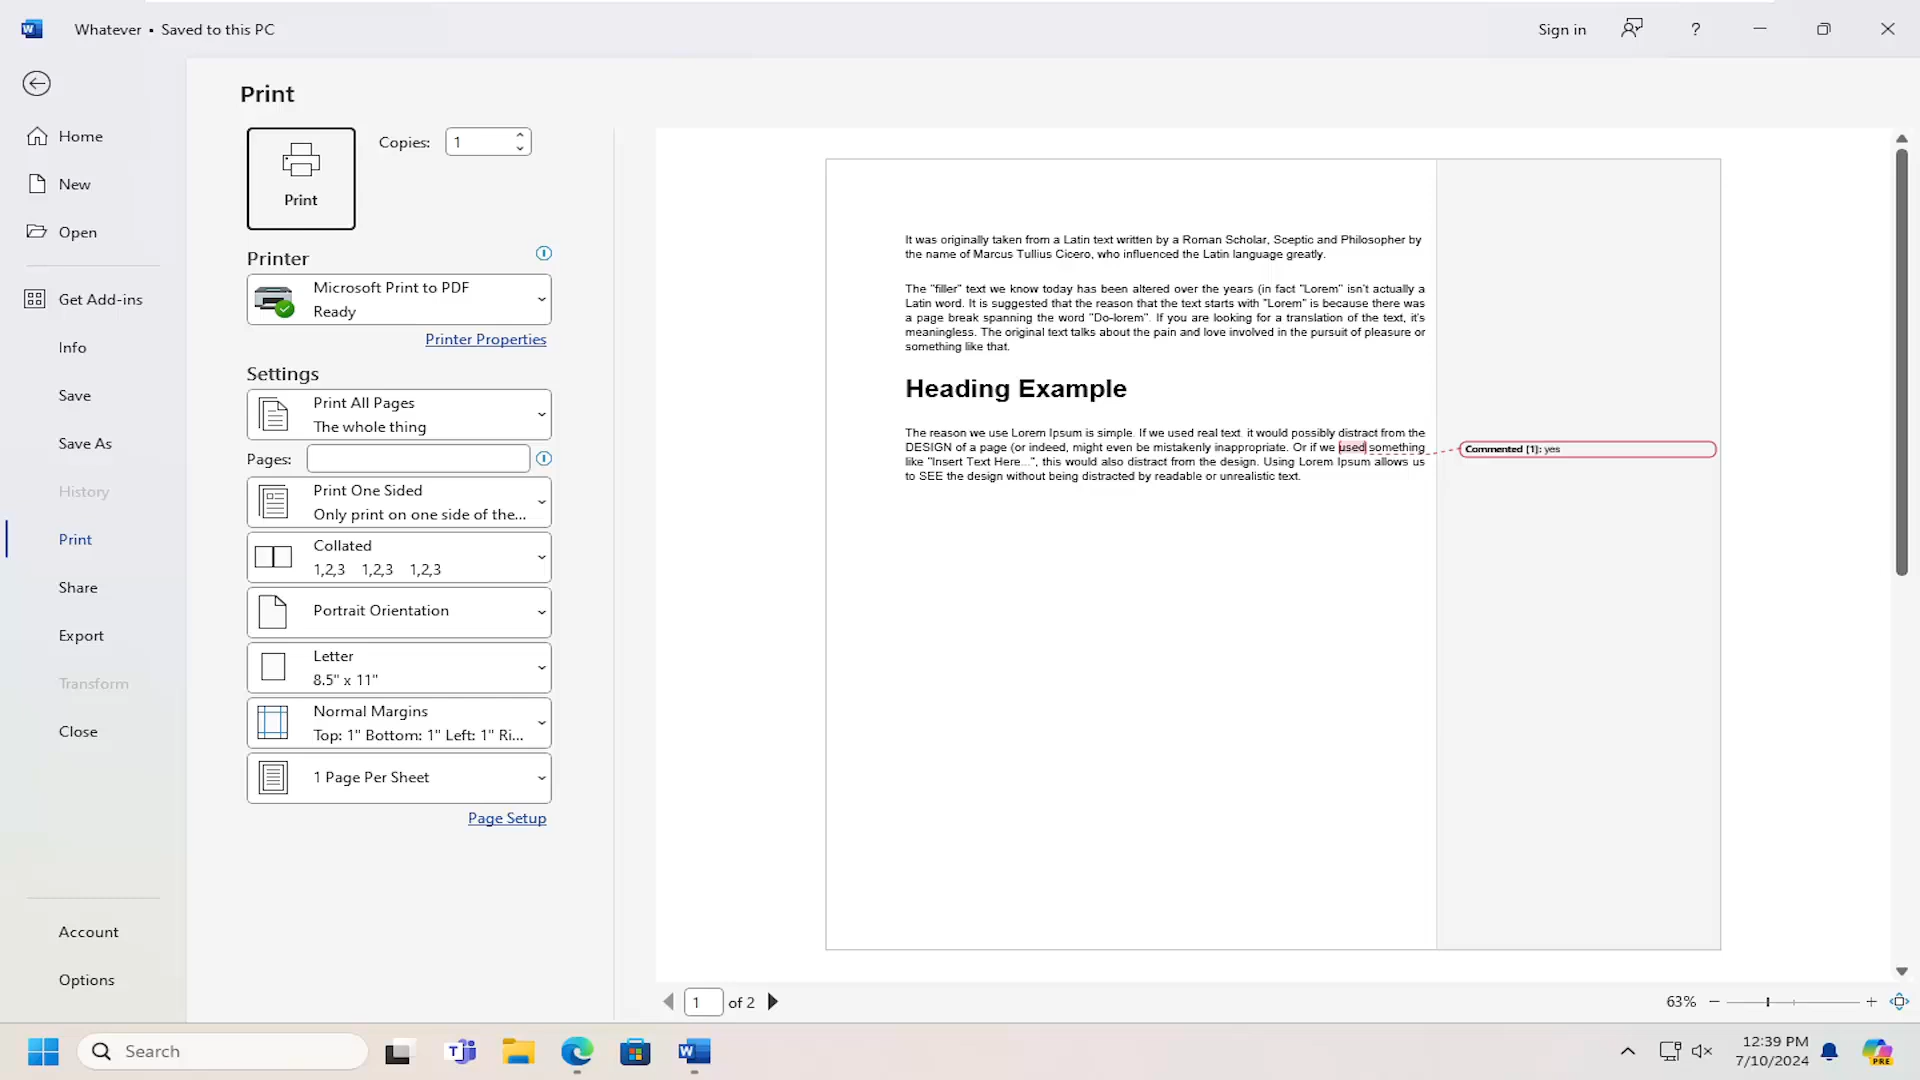 Whatever • Saved to this PC
Sign in
?
Print
Home
New
Open
Get Add-ins
Info
Save
Save As
History
Print
Share
Export
Transform
Close
Account
Options
Print
Copies: 1
Printer
Microsoft Print to PDF
Ready
Printer Properties
Settings
Print All Pages
The whole thing
Pages:
Print One Sided
Only print on one side of the...
Collated
1,2,3 1,2,3 1,2,3
Portrait Orientation
Letter
8.5" x 11"
Normal Margins
Top: 1" Bottom: 1" Left: 1" Ri...
1 Page Per Sheet
Page Setup
It was originally taken from a Latin text written by a Roman Scholar, Sceptic and Philosopher by
the name of Marcus Tullius Cicero, who influenced the Latin language greatly.
The "filler" text we know today has been altered over the years (in fact "Lorem" isn't actually a
Latin word. It is suggested that the reason that the text starts with "Lorem" is because there was
a page break spanning the word "Do-lorem". If you are looking for a translation of the text, it's
meaningless. The original text talks about the pain and love involved in the pursuit of pleasure or
something like that.
Heading Example
The reason we use Lorem Ipsum is simple. If we used real text. it would possibly distract from the
DESIGN of a page (or indeed, might even be mistakenly inappropriate. Or if we used something
like "Insert Text Here...", this would also distract from the design. Using Lorem Ipsum allows us
to SEE the design without being distracted by readable or unrealistic text.
Commented [1]: yes
1 of 2
63%
Search
12:39 PM
7/10/2024
PRE